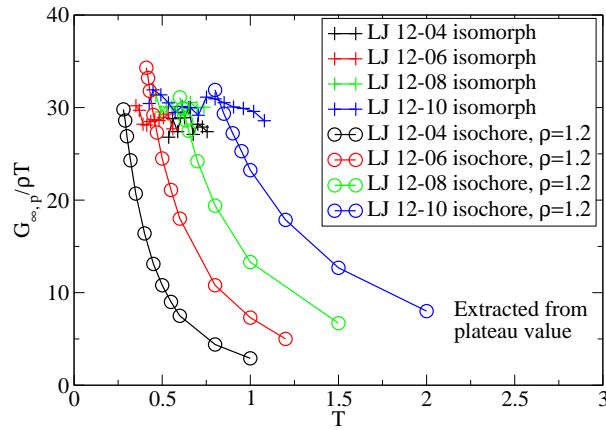 40
30
20
10
0
G∞,p/ρT
LJ 12-04 isomorph
LJ 12-06 isomorph
LJ 12-08 isomorph
LJ 12-10 isomorph
LJ 12-04 isochore, ρ=1.2
LJ 12-06 isochore, ρ=1.2
LJ 12-08 isochore, ρ=1.2
LJ 12-10 isochore, ρ=1.2
Extracted from
plateau value
0 0.5 1 1.5 2 2.5 3
T